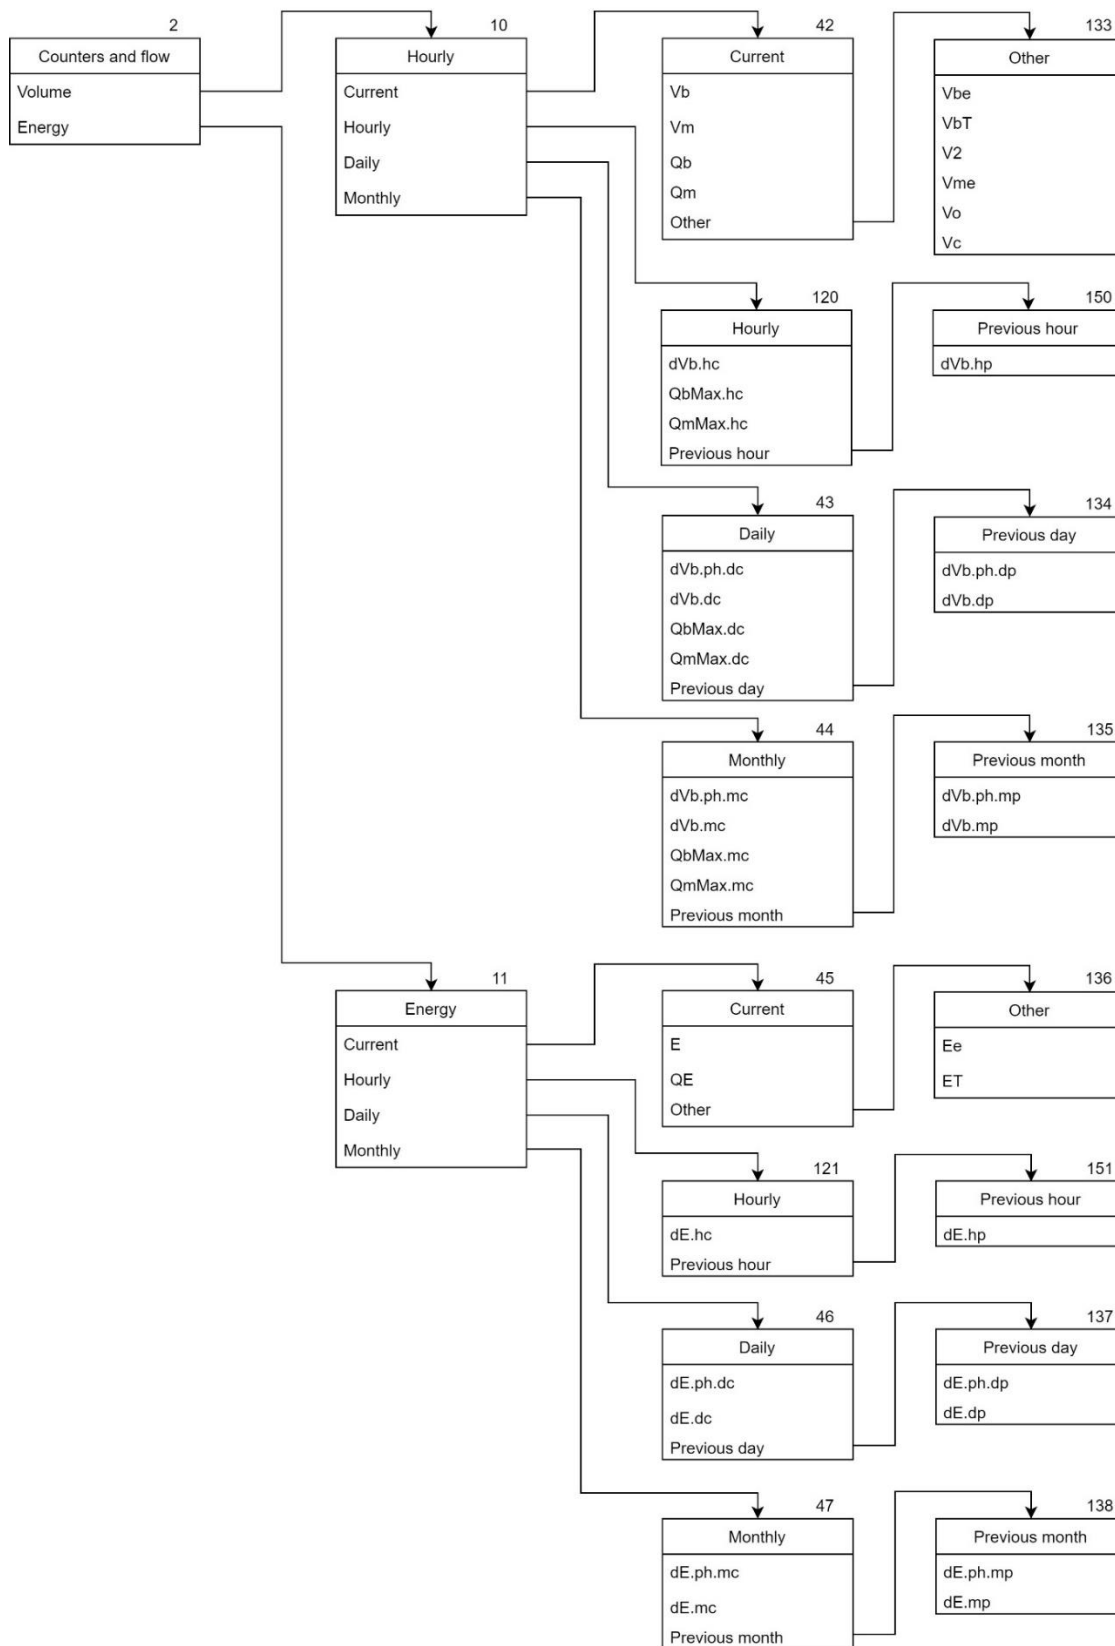 2
Counters and flow
Volume
Energy
10
Hourly
Current
Hourly
Daily
Monthly
42
Current
Vb
Vm
Qb
Qm
Other
133
Other
Vbe
VbT
V2
Vme
Vo
Vc
120
Hourly
dVb.hc
QbMax.hc
QmMax.hc
Previous hour
150
Previous hour
dVb.hp
43
Daily
dVb.ph.dc
dVb.dc
QbMax.dc
QmMax.dc
Previous day
134
Previous day
dVb.ph.dp
dVb.dp
44
Monthly
dVb.ph.mc
dVb.mc
QbMax.mc
QmMax.mc
Previous month
135
Previous month
dVb.ph.mp
dVb.mp
11
Energy
Current
Hourly
Daily
Monthly
45
Current
E
QE
Other
136
Other
Ee
ET
121
Hourly
dE.hc
Previous hour
151
Previous hour
dE.hp
46
Daily
dE.ph.dc
dE.dc
Previous day
137
Previous day
dE.ph.dp
dE.dp
47
Monthly
dE.ph.mc
dE.mc
Previous month
138
Previous month
dE.ph.mp
dE.mp